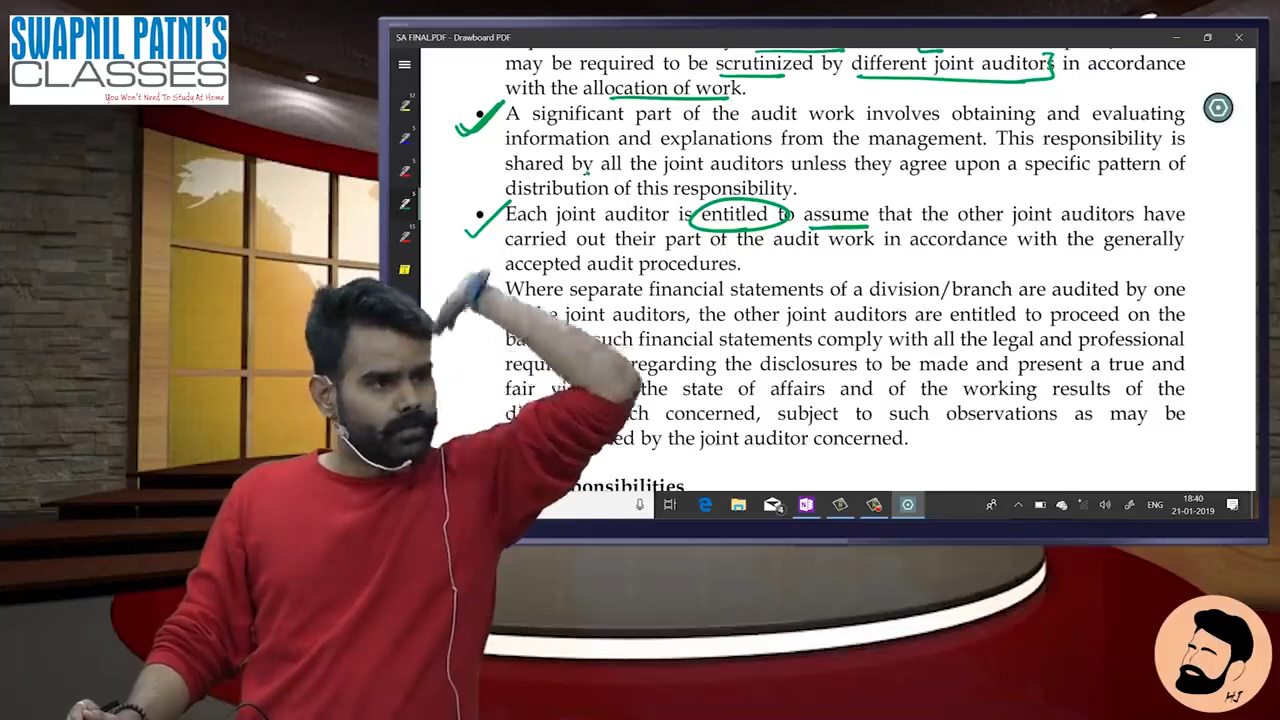 SWAPNIL PATNI'S
CLASSES
You Won't Need To Study At Home
SA FINAL.PDF - Drawboard PDF
may be required to be scrutinized by different joint auditors in accordance
with the allocation of work.
• A significant part of the audit work involves obtaining and evaluating
information and explanations from the management. This responsibility is
shared by all the joint auditors unless they agree upon a specific pattern of
distribution of this responsibility.
• Each joint auditor is entitled to assume that the other joint auditors have
carried out their part of the audit work in accordance with the generally
accepted audit procedures.
Where separate financial statements of a division/branch are audited by one
joint auditors, the other joint auditors are entitled to proceed on the
such financial statements comply with all the legal and professional
regarding the disclosures to be made and present a true and
fair the state of affairs and of the working results of the
concerned, subject to such observations as may be
by the joint auditor concerned.
ENG
18:40
21-01-2019
HJ